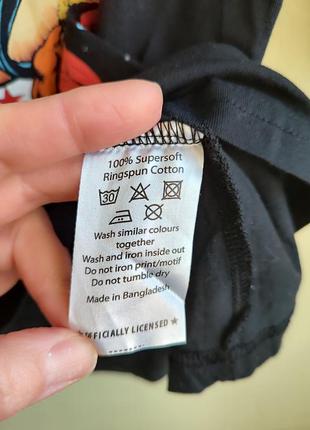 100% Supersoft
Ringspun Cotton
30
Wash similar colours
together
Wash and iron inside out
Do not iron print/motif
Do not tumble dry
Made in Bangladesh
★ OFFICIALLY LICENSED ★